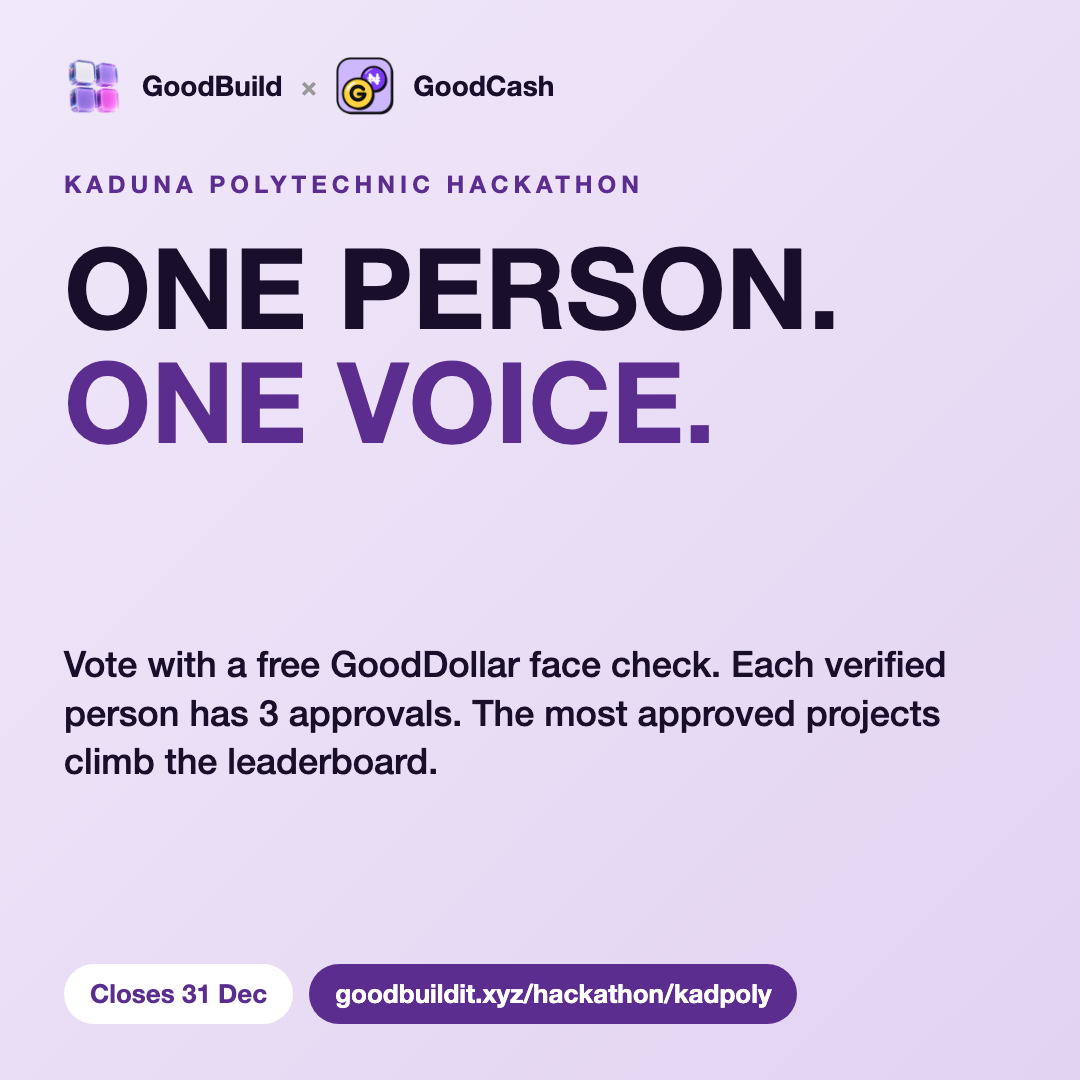 GoodBuild × GoodCash
KADUNA POLYTECHNIC HACKATHON
ONE PERSON.
ONE VOICE.
Vote with a free GoodDollar face check. Each verified
person has 3 approvals. The most approved projects
climb the leaderboard.
Closes 31 Dec
goodbuildit.xyz/hackathon/kadpoly